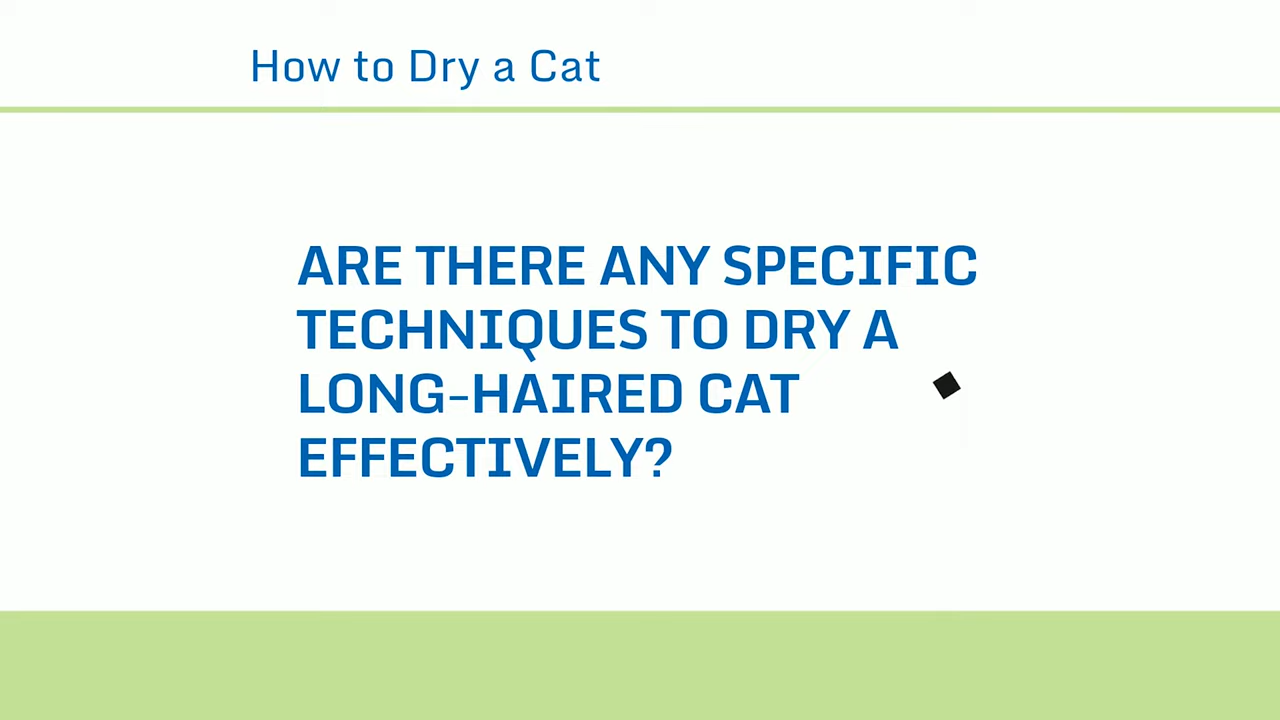 How to Dry a Cat
ARE THERE ANY SPECIFIC
TECHNIQUES TO DRY A
LONG-HAIRED CAT
EFFECTIVELY?